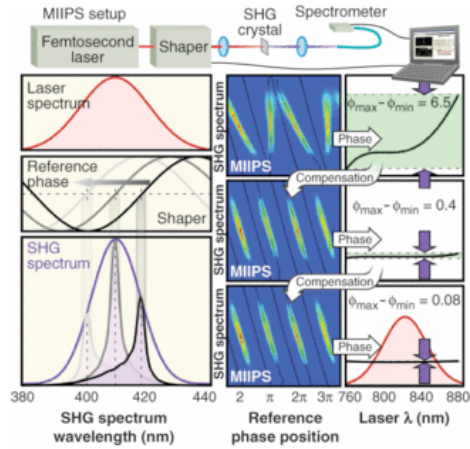 MIIPS setup
SHG
crystal
Spectrometer
Femtosecond
laser
Shaper
Laser
spectrum
Reference
phase
Shaper
SHG
spectrum
380 400 420 440
SHG spectrum
wavelength (nm)
SHG spectrum
MIIPS
SHG spectrum
MIIPS
SHG spectrum
MIIPS
2 π 2π 3π
Reference
phase position
ϕmax − ϕmin = 6.5
Phase
Compensation
ϕmax − ϕmin = 0.4
Phase
Compensation
ϕmax − ϕmin = 0.08
Phase
760 800 840 880
Laser λ (nm)